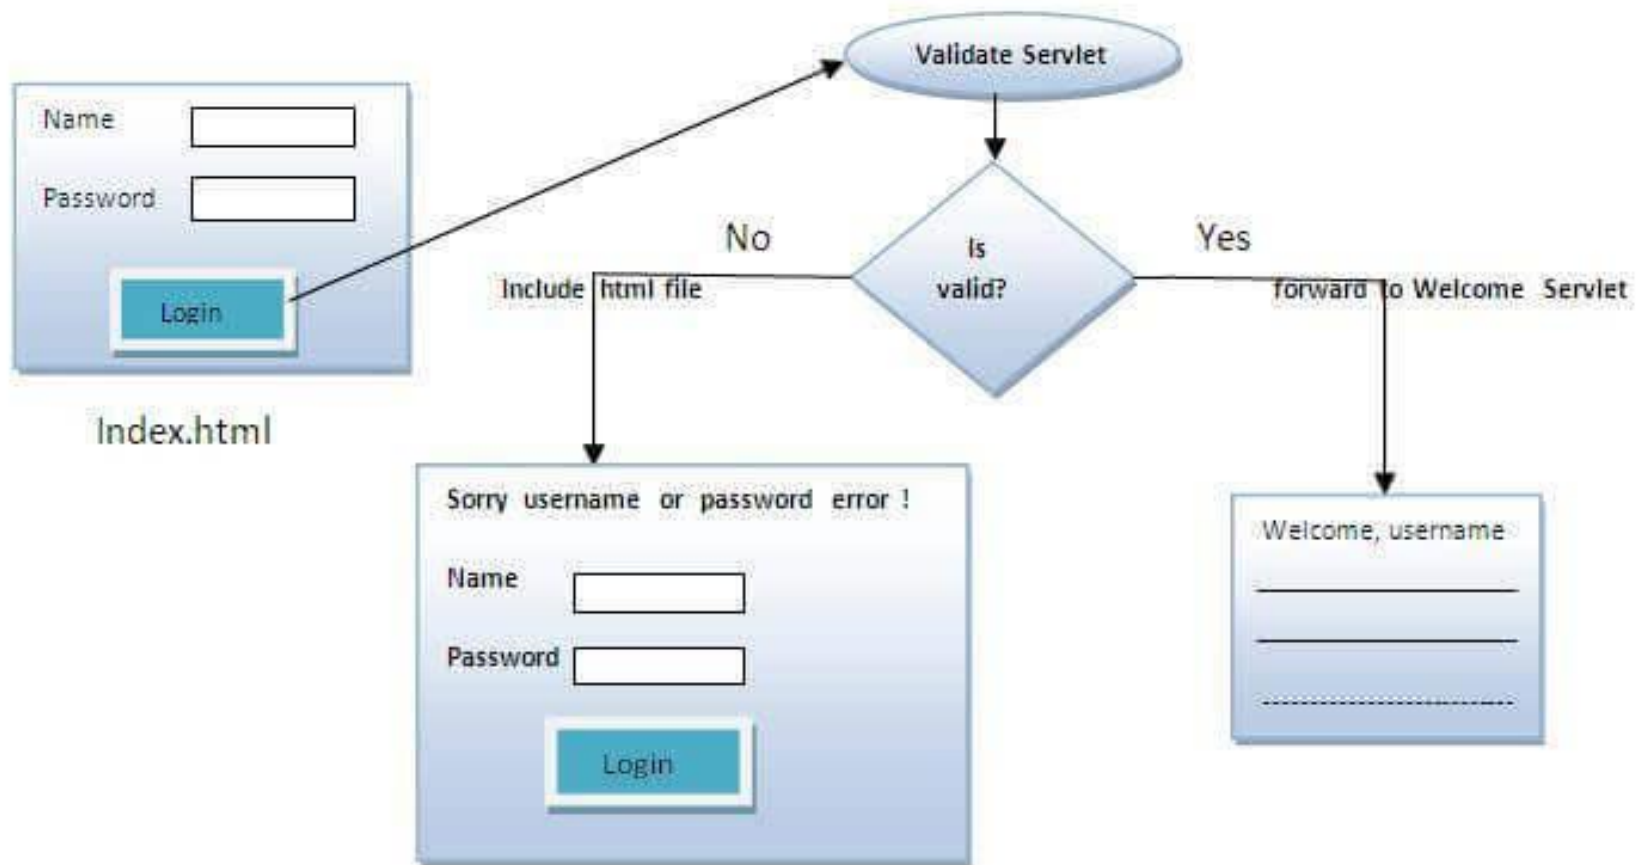 Validate Servlet
Name
Password
Login
Index.html
Is
valid?
No
Include html file
Yes
forward to Welcome Servlet
Sorry username or password error !
Name
Password
Login
Welcome, username